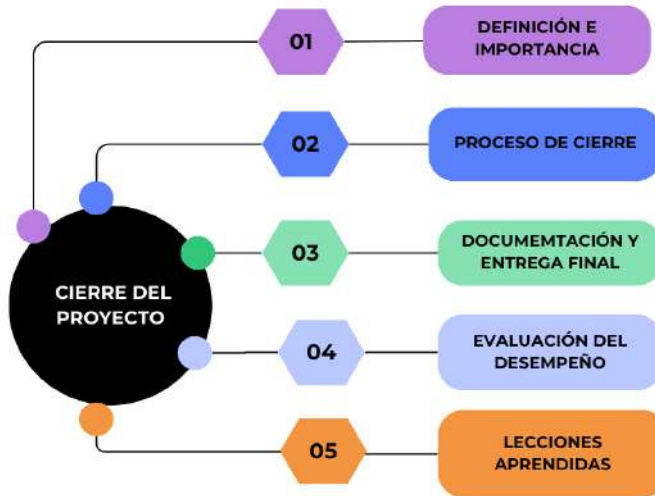 01
DEFINICIÓN E
IMPORTANCIA
02
PROCESO DE CIERRE
03
DOCUMEMTACIÓN Y
ENTREGA FINAL
CIERRE DEL
PROYECTO
04
EVALUACIÓN DEL
DESEMPEÑO
05
LECCIONES
APRENDIDAS